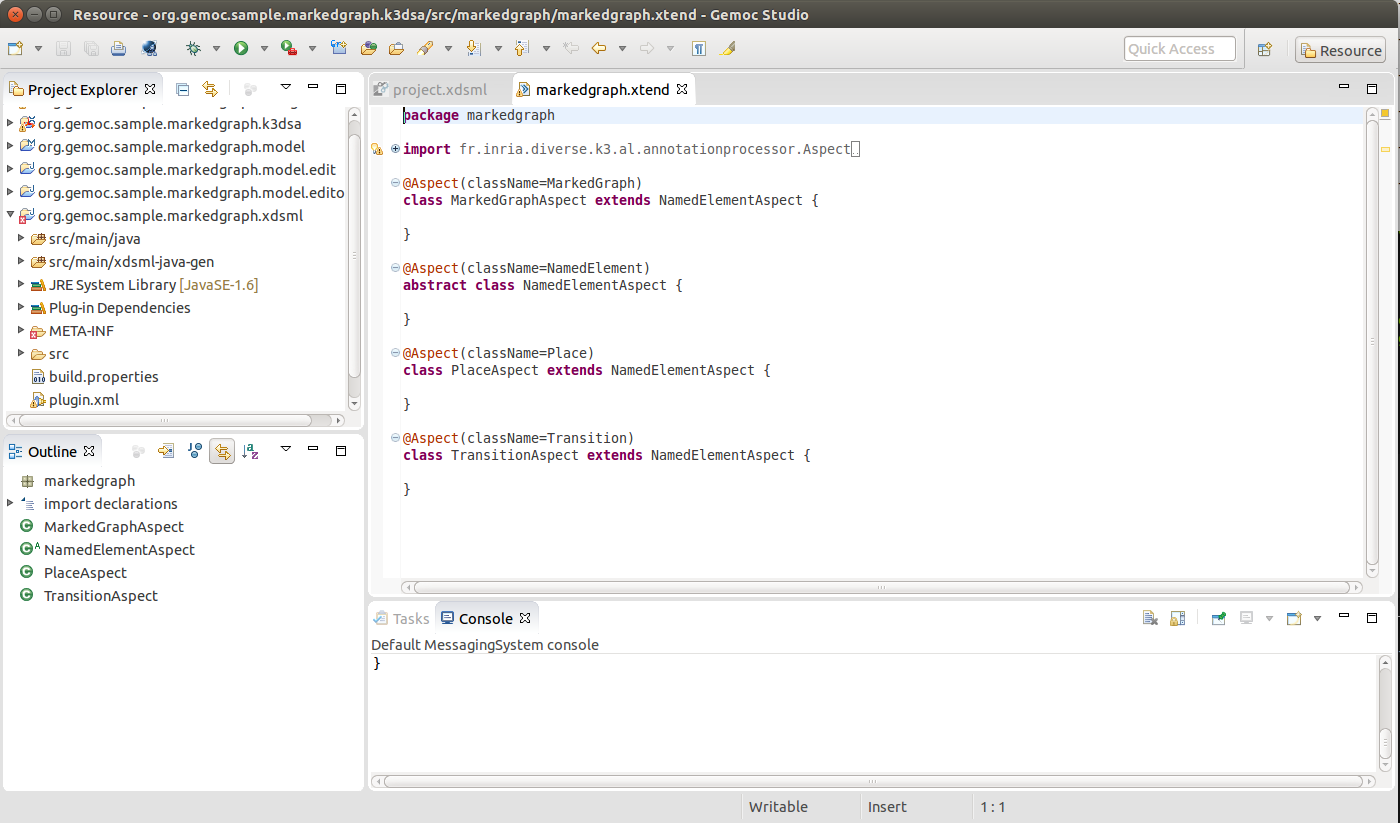 Resource - org.gemoc.sample.markedgraph.k3dsa/src/markedgraph/markedgraph.xtend - Gemoc Studio
Quick Access
Resource
Project Explorer
org.gemoc.sample.markedgraph.k3dsa
org.gemoc.sample.markedgraph.model
org.gemoc.sample.markedgraph.model.edit
org.gemoc.sample.markedgraph.model.edito
org.gemoc.sample.markedgraph.xdsml
src/main/java
src/main/xdsml-java-gen
JRE System Library [JavaSE-1.6]
Plug-in Dependencies
META-INF
src
build.properties
plugin.xml
Outline
markedgraph
import declarations
MarkedGraphAspect
NamedElementAspect
PlaceAspect
TransitionAspect
project.xdsml
markedgraph.xtend
package markedgraph
import fr.inria.diverse.k3.al.annotationprocessor.Aspect
@Aspect(className=MarkedGraph)
class MarkedGraphAspect extends NamedElementAspect {
}
@Aspect(className=NamedElement)
abstract class NamedElementAspect {
}
@Aspect(className=Place)
class PlaceAspect extends NamedElementAspect {
}
@Aspect(className=Transition)
class TransitionAspect extends NamedElementAspect {
}
Tasks
Console
Default MessagingSystem console
}
Writable
Insert
1 : 1